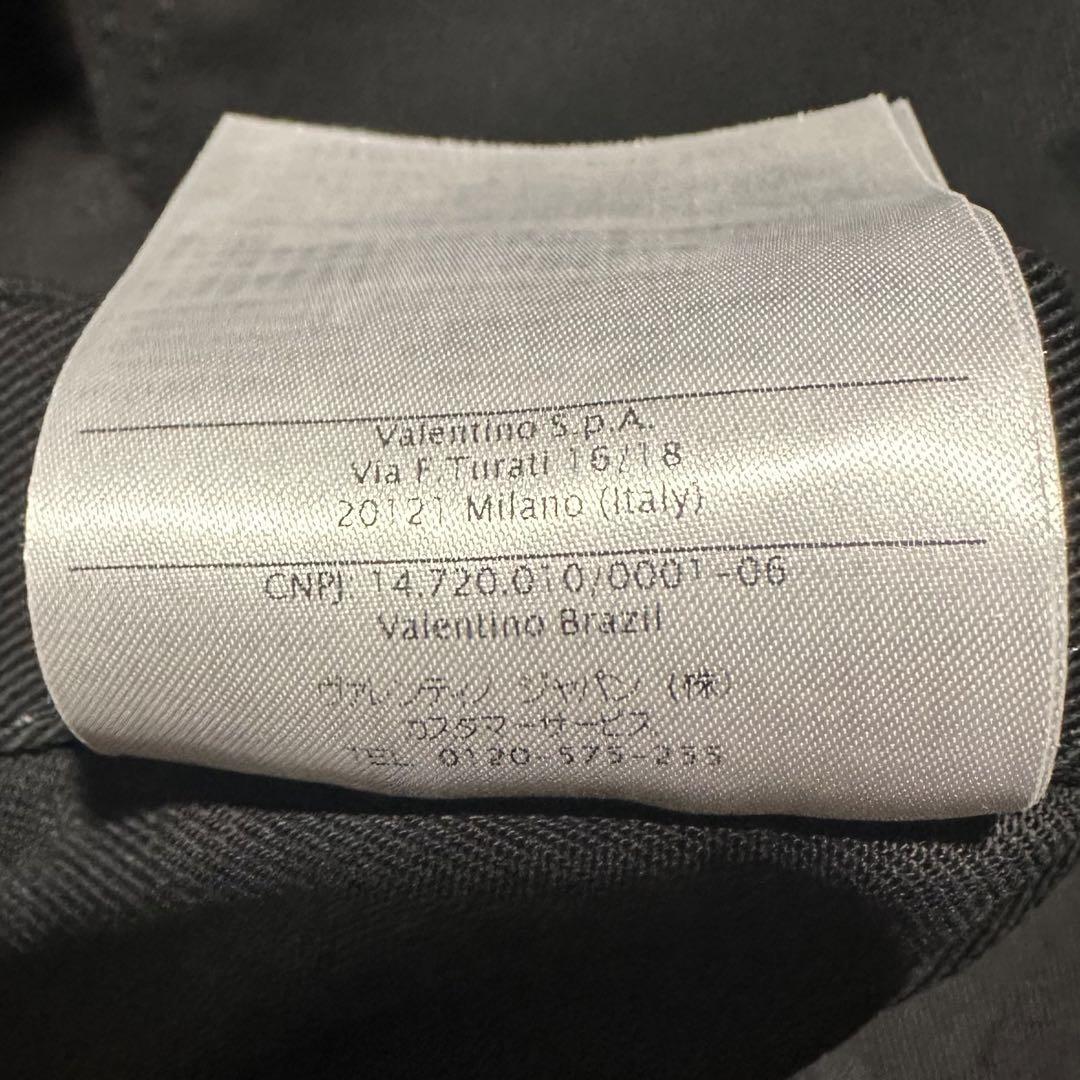 Valentino S.p.A.
Via F.Turati 16/18
20121 Milano (Italy)
CNPJ: 14.720.010/0001-06
Valentino Brazil
ヴァレンティノ ジャパン (株)
カスタマーサービス
TEL 0120-575-255